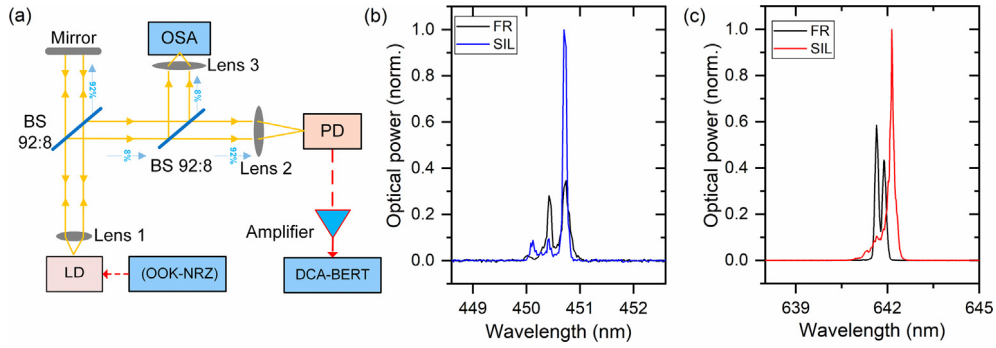 (a)
Mirror
OSA
Lens 3
92%
8%
BS
92:8
8%
BS 92:8
92%
Lens 2
PD
Lens 1
Amplifier
LD
(OOK-NRZ)
DCA-BERT
(b)
FR
SIL
Optical power (norm.)
1.0
0.8
0.6
0.4
0.2
0.0
449
450
451
452
Wavelength (nm)
(c)
FR
SIL
Optical power (norm.)
1.0
0.8
0.6
0.4
0.2
0.0
639
642
645
Wavelength (nm)